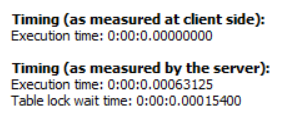 Timing (as measured at client side):
Execution time: 0:00:0.00000000
Timing (as measured by the server):
Execution time: 0:00:0.00063125
Table lock wait time: 0:00:0.00015400